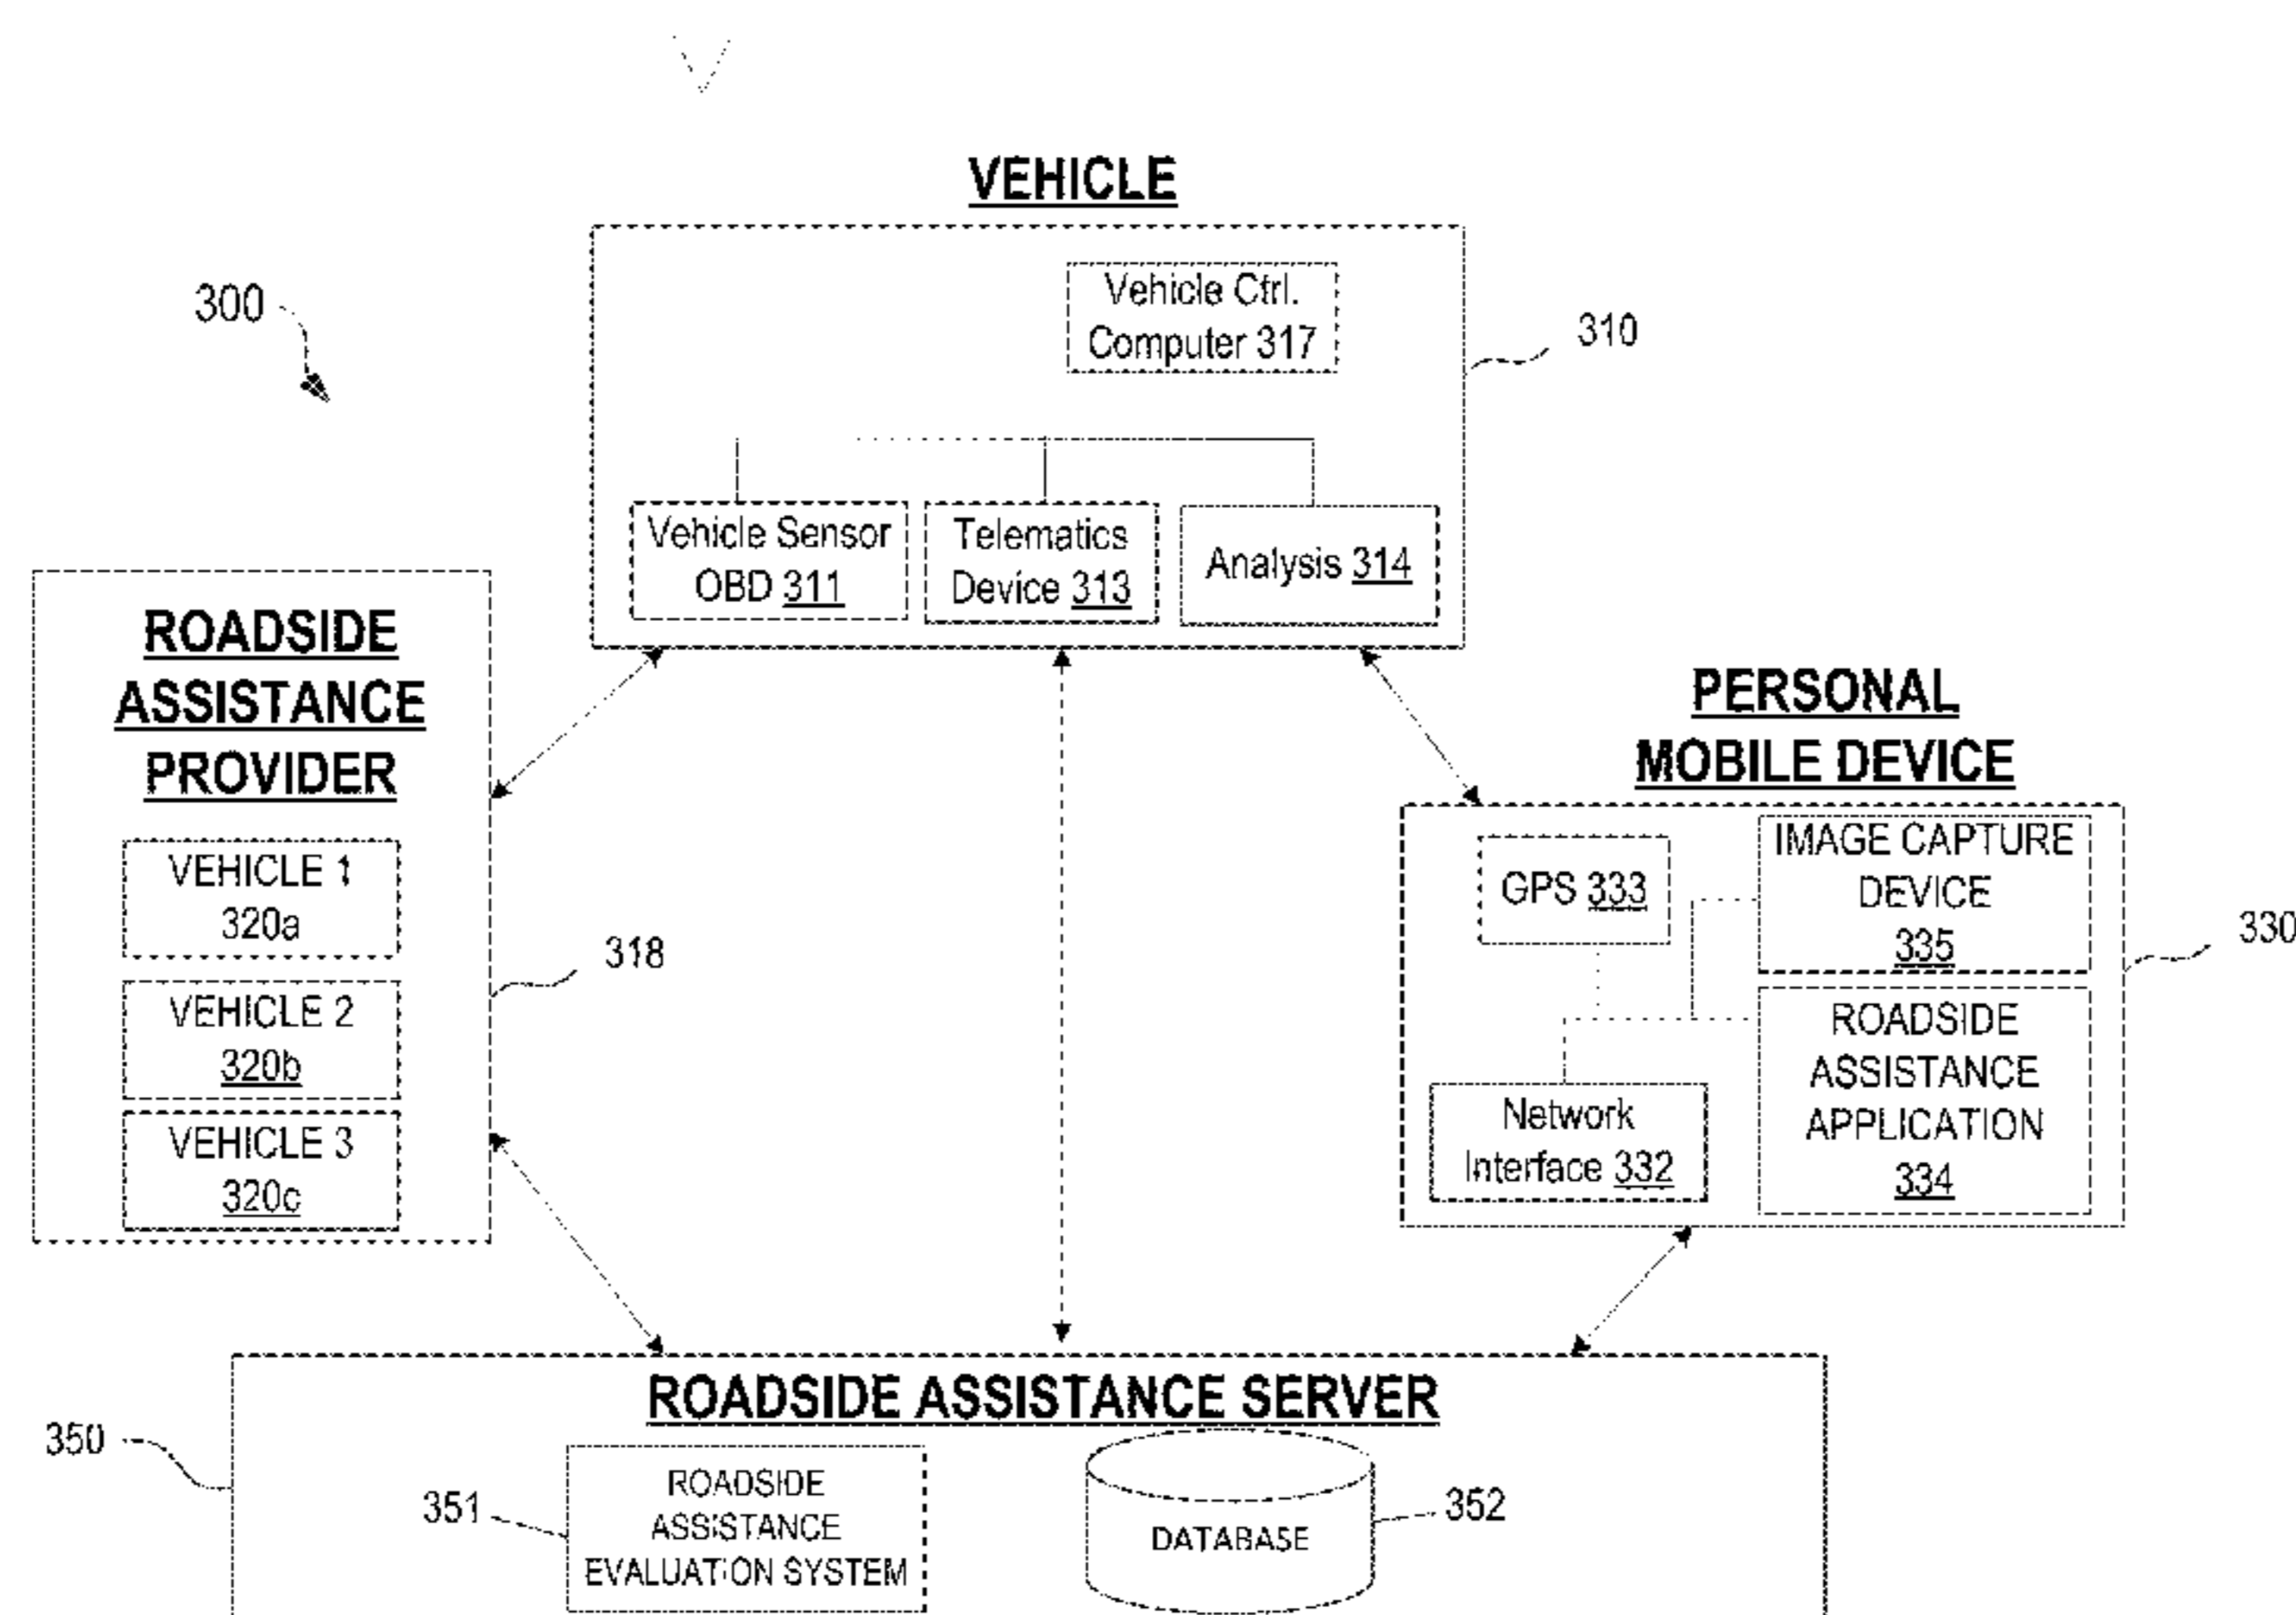 VEHICLE
300
Vehicle Ctrl.
Computer 317
310
Vehicle Sensor
OBD 311
Telematics
Device 313
Analysis 314
ROADSIDE
ASSISTANCE
PROVIDER
VEHICLE 1
320a
VEHICLE 2
320b
VEHICLE 3
320c
318
PERSONAL
MOBILE DEVICE
GPS 333
IMAGE CAPTURE
DEVICE
335
330
Network
Interface 332
ROADSIDE
ASSISTANCE
APPLICATION
334
ROADSIDE ASSISTANCE SERVER
350
351
ROADSIDE
ASSISTANCE
EVALUATION SYSTEM
DATABASE
352